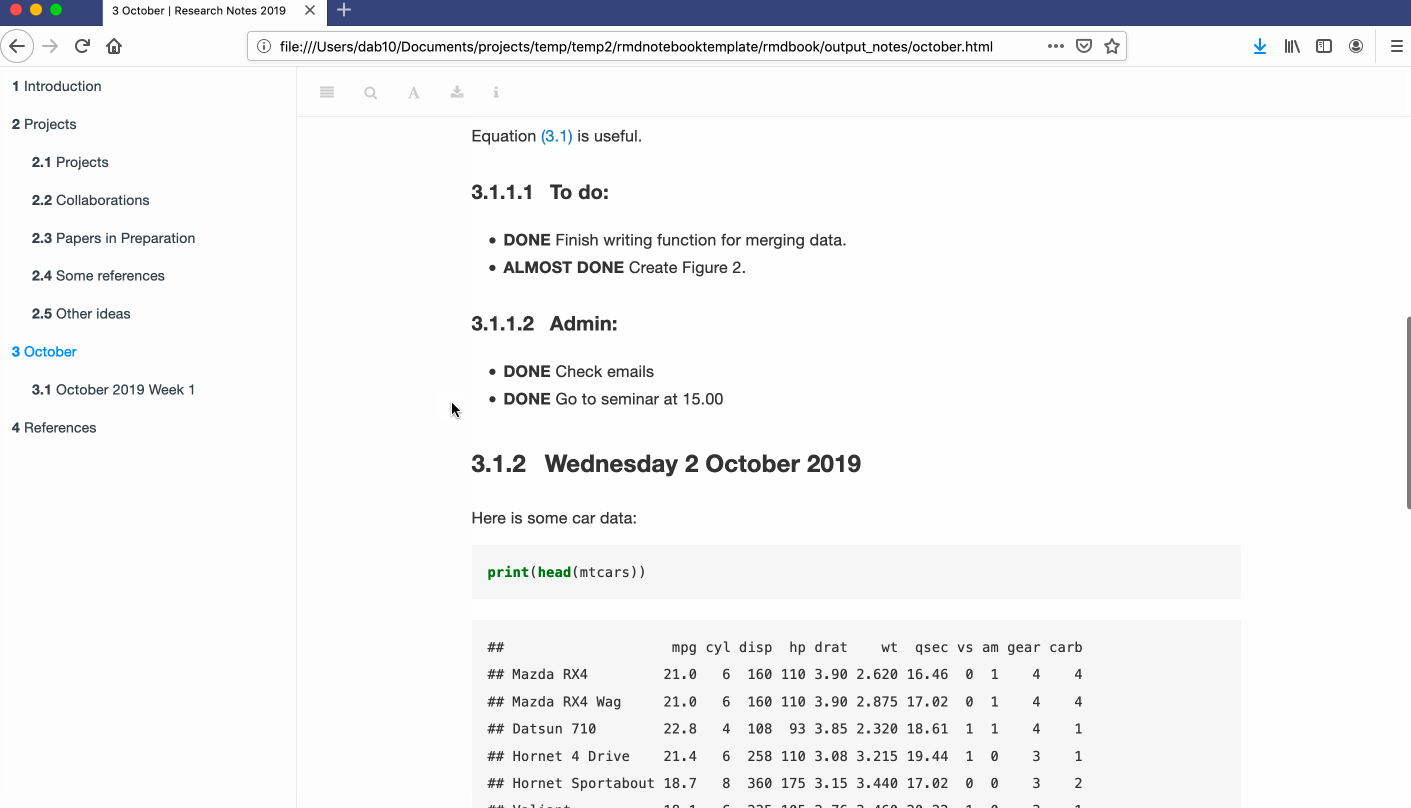 3 October | Research Notes 2019
file:///Users/dab10/Documents/projects/temp/temp2/rmdnotebooktemplate/rmdbook/output_notes/october.html
1 Introduction
2 Projects
2.1 Projects
2.2 Collaborations
2.3 Papers in Preparation
2.4 Some references
2.5 Other ideas
3 October
3.1 October 2019 Week 1
4 References
Equation (3.1) is useful.
3.1.1.1 To do:
• DONE Finish writing function for merging data.
• ALMOST DONE Create Figure 2.
3.1.1.2 Admin:
• DONE Check emails
• DONE Go to seminar at 15.00
3.1.2 Wednesday 2 October 2019
Here is some car data:
print(head(mtcars))
## mpg cyl disp hp drat wt qsec vs am gear carb
## Mazda RX4 21.0 6 160 110 3.90 2.620 16.46 0 1 4 4
## Mazda RX4 Wag 21.0 6 160 110 3.90 2.875 17.02 0 1 4 4
## Datsun 710 22.8 4 108 93 3.85 2.320 18.61 1 1 4 1
## Hornet 4 Drive 21.4 6 258 110 3.08 3.215 19.44 1 0 3 1
## Hornet Sportabout 18.7 8 360 175 3.15 3.440 17.02 0 0 3 2